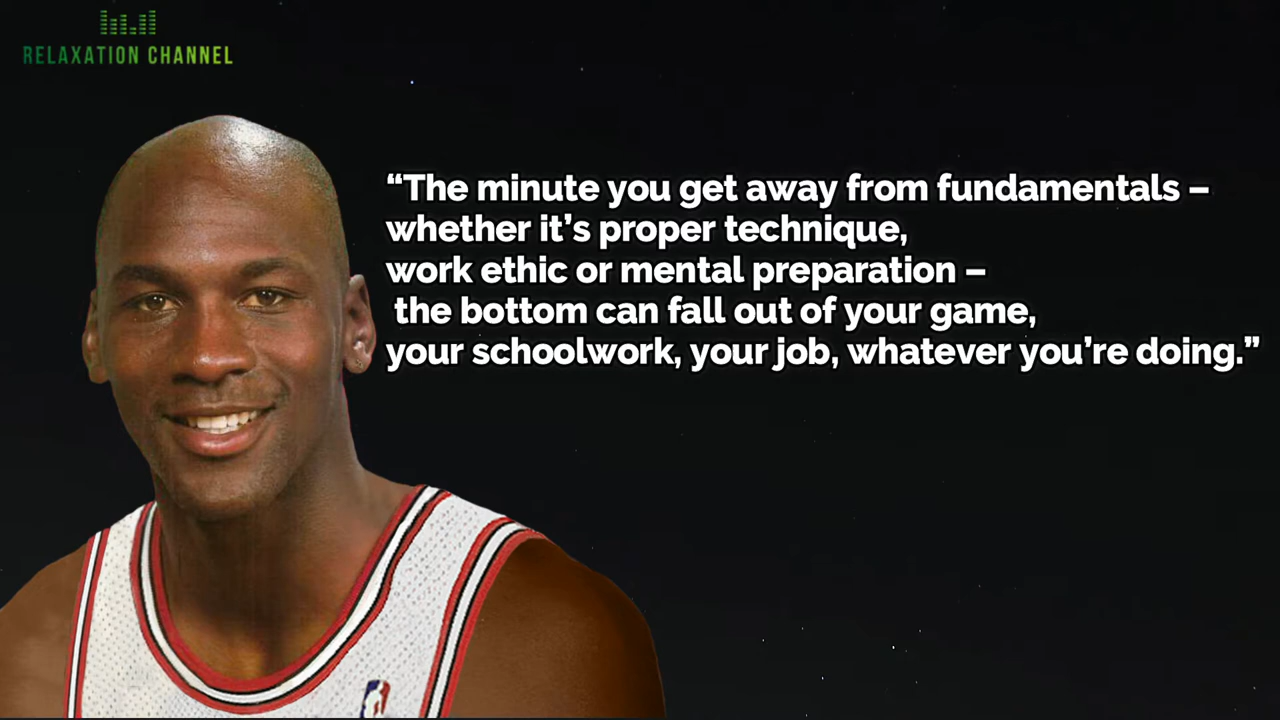 RELAXATION CHANNEL
“The minute you get away from fundamentals –
whether it’s proper technique,
work ethic or mental preparation –
the bottom can fall out of your game,
your schoolwork, your job, whatever you’re doing.”